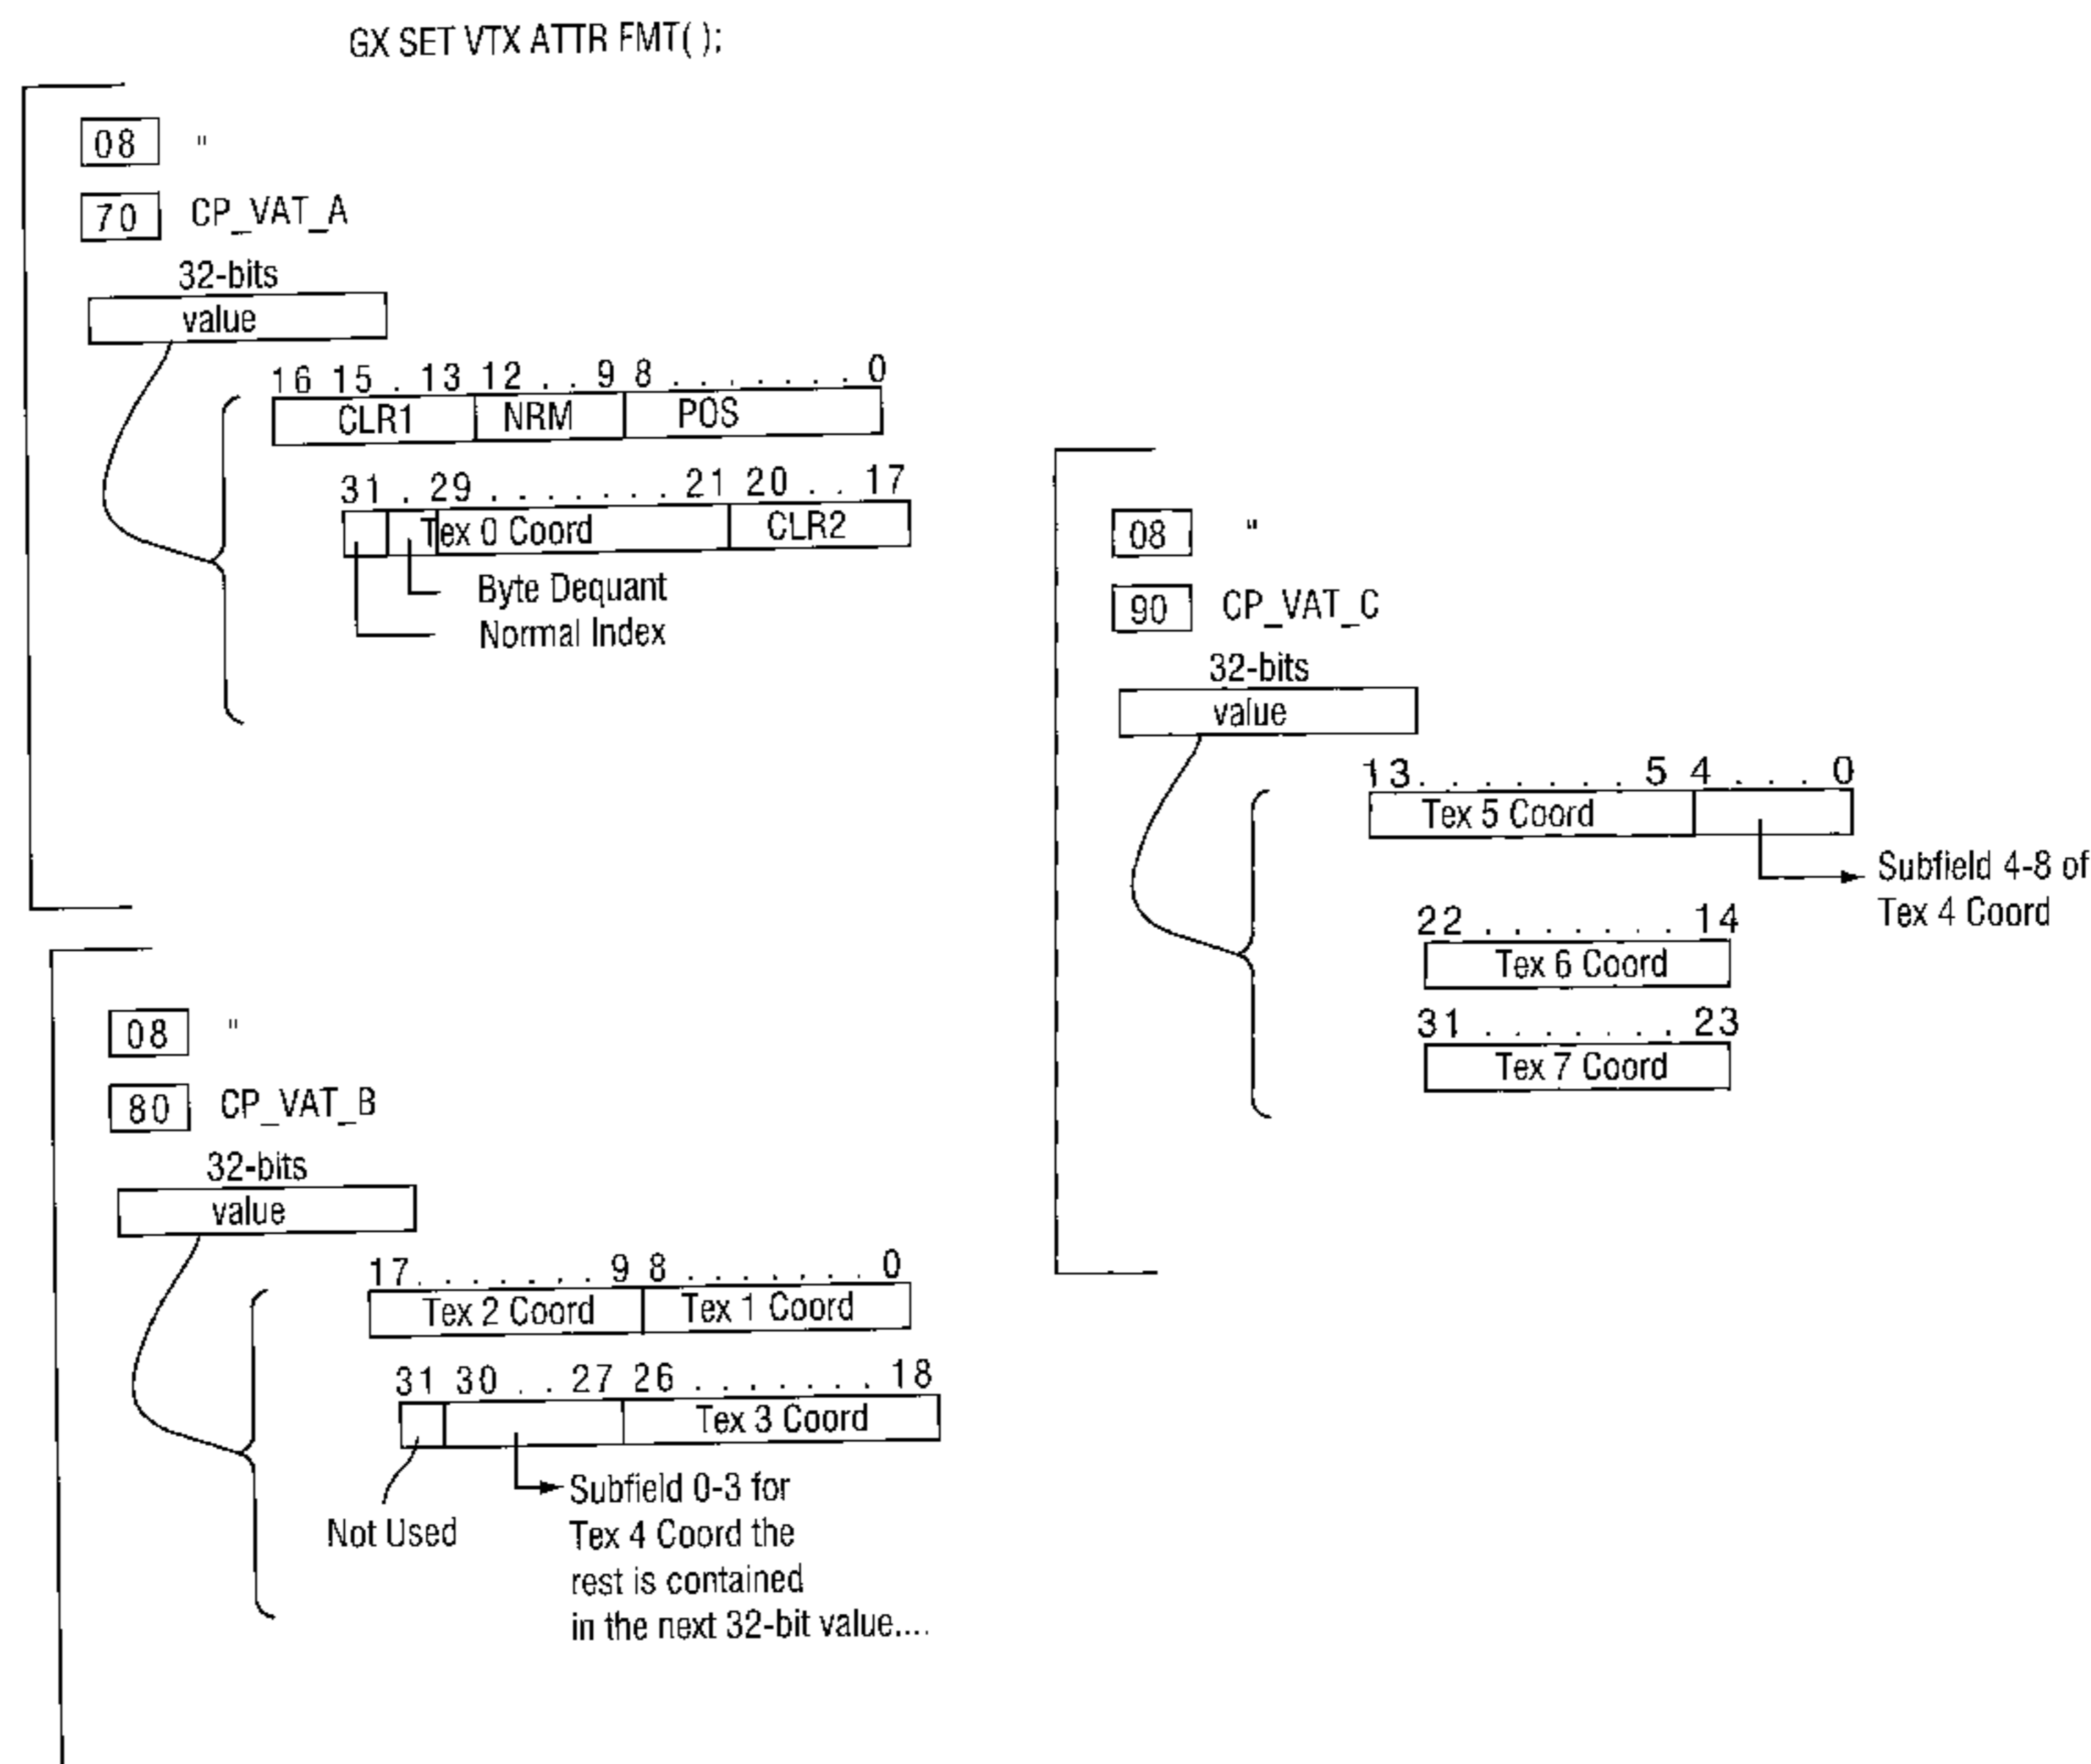 GX SET VTX ATTR FMT( );
08 "
70 CP_VAT_A
32-bits
value
16 15 . 13 12 . . 9 8 . . . . . . . 0
CLR1 NRM POS
31 . 29 . . . . . . . 21 20 . . 17
Tex 0 Coord CLR2
Byte Dequant
Normal Index
08 "
80 CP_VAT_B
32-bits
value
17 . . . . . . . 9 8 . . . . . . . 0
Tex 2 Coord Tex 1 Coord
31 30 . . 27 26 . . . . . . . 18
Tex 3 Coord
Subfield 0-3 for
Tex 4 Coord the
rest is contained
in the next 32-bit value....
Not Used
08 "
90 CP_VAT_C
32-bits
value
13 . . . . . . . 5 4 . . . 0
Tex 5 Coord
Subfield 4-8 of
Tex 4 Coord
22 . . . . . . . 14
Tex 6 Coord
31 . . . . . . . 23
Tex 7 Coord